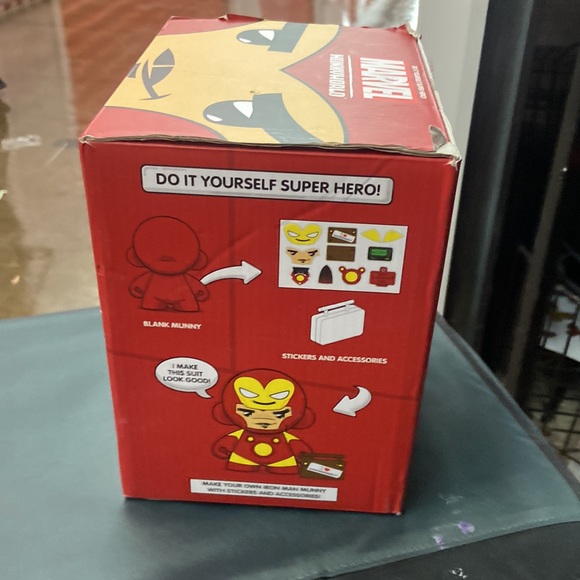 MARVEL
MUNNYWORLD
DO IT YOURSELF SUPER HERO!
BLANK MUNNY
STICKERS AND ACCESSORIES
I MAKE
THIS SUIT
LOOK GOOD!
MAKE YOUR OWN IRON MAN MUNNY
WITH STICKERS AND ACCESSORIES!